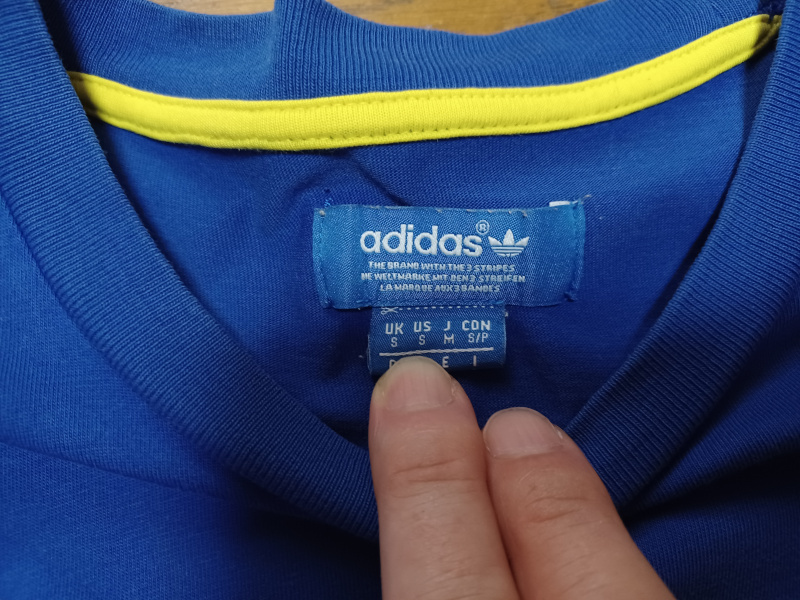 adidas®
THE BRAND WITH THE 3 STRIPES
DIE WELTMARKE MIT DEN 3 STREIFEN
LA MARQUE AUX 3 BANDES
UK US J CDN
S S M S/P
E I